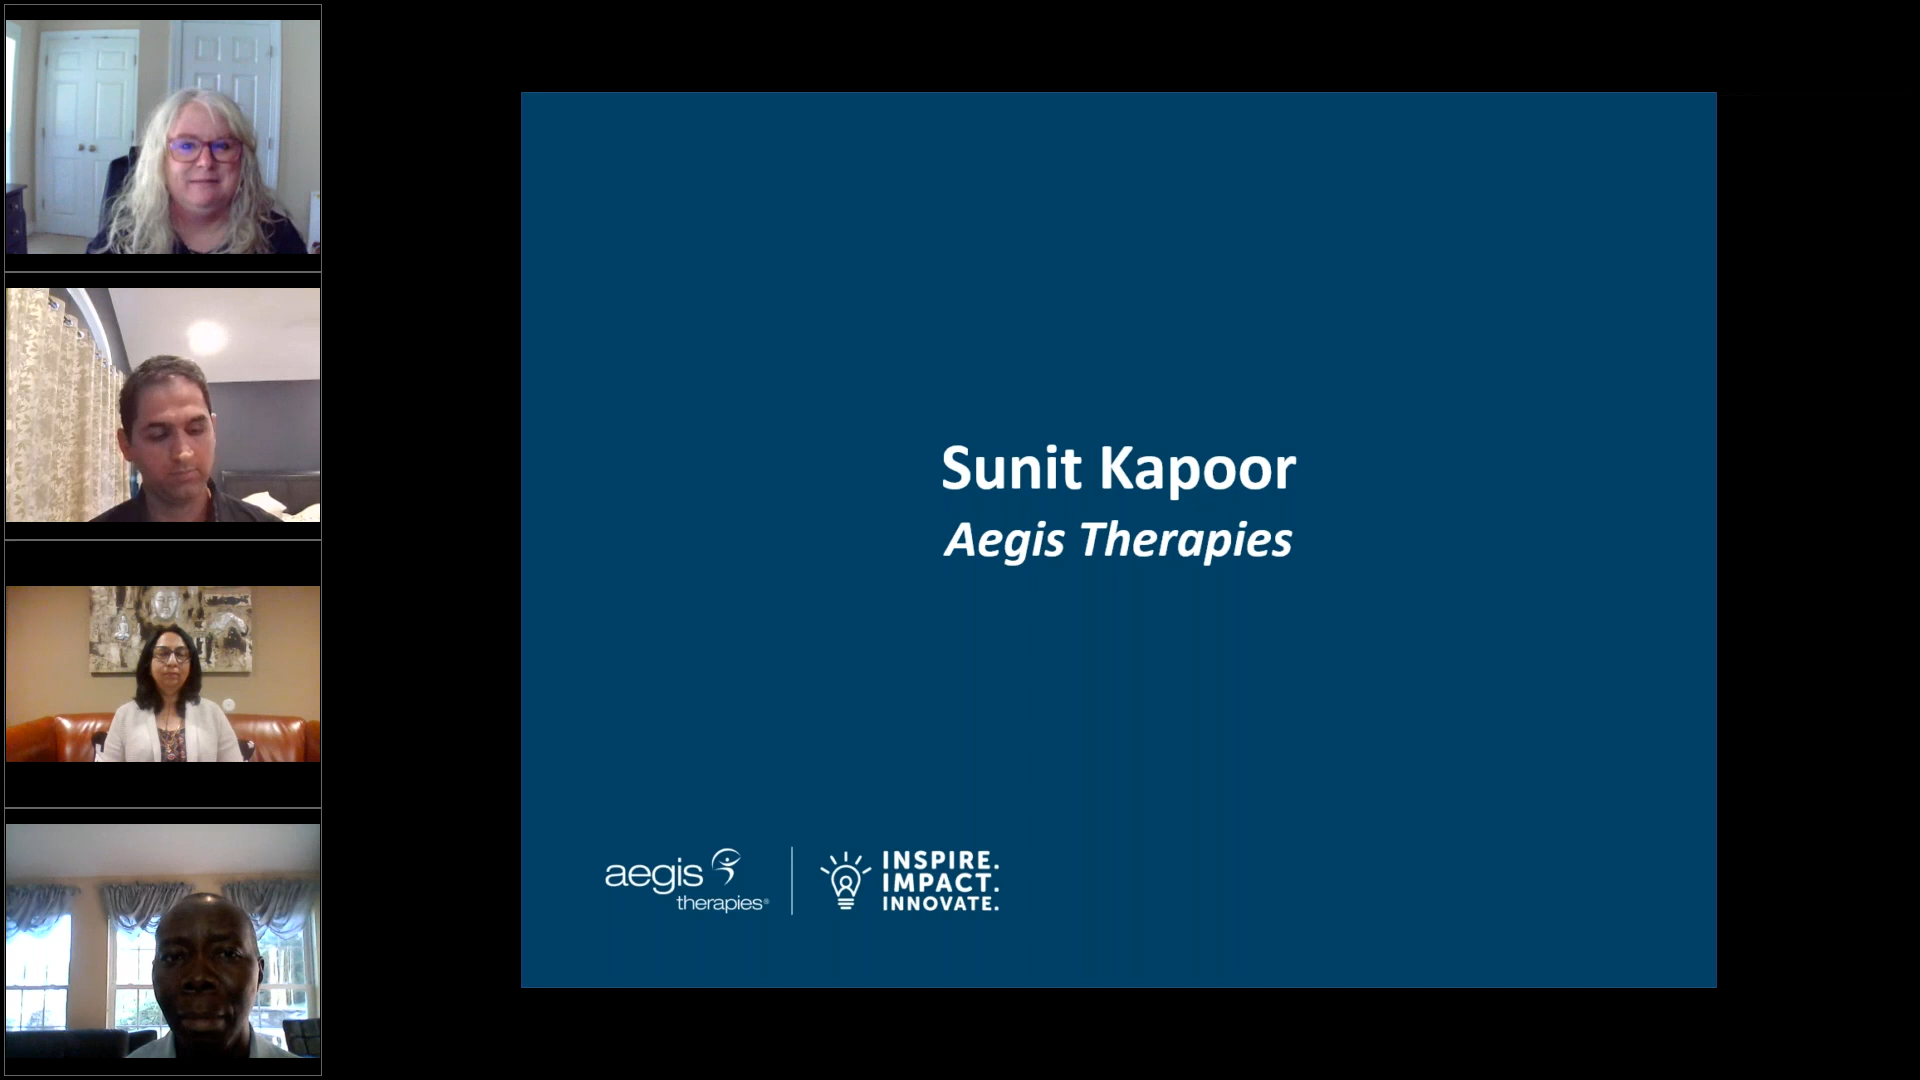 Sunit Kapoor
Aegis Therapies
aegis
therapies®
INSPIRE.
IMPACT.
INNOVATE.